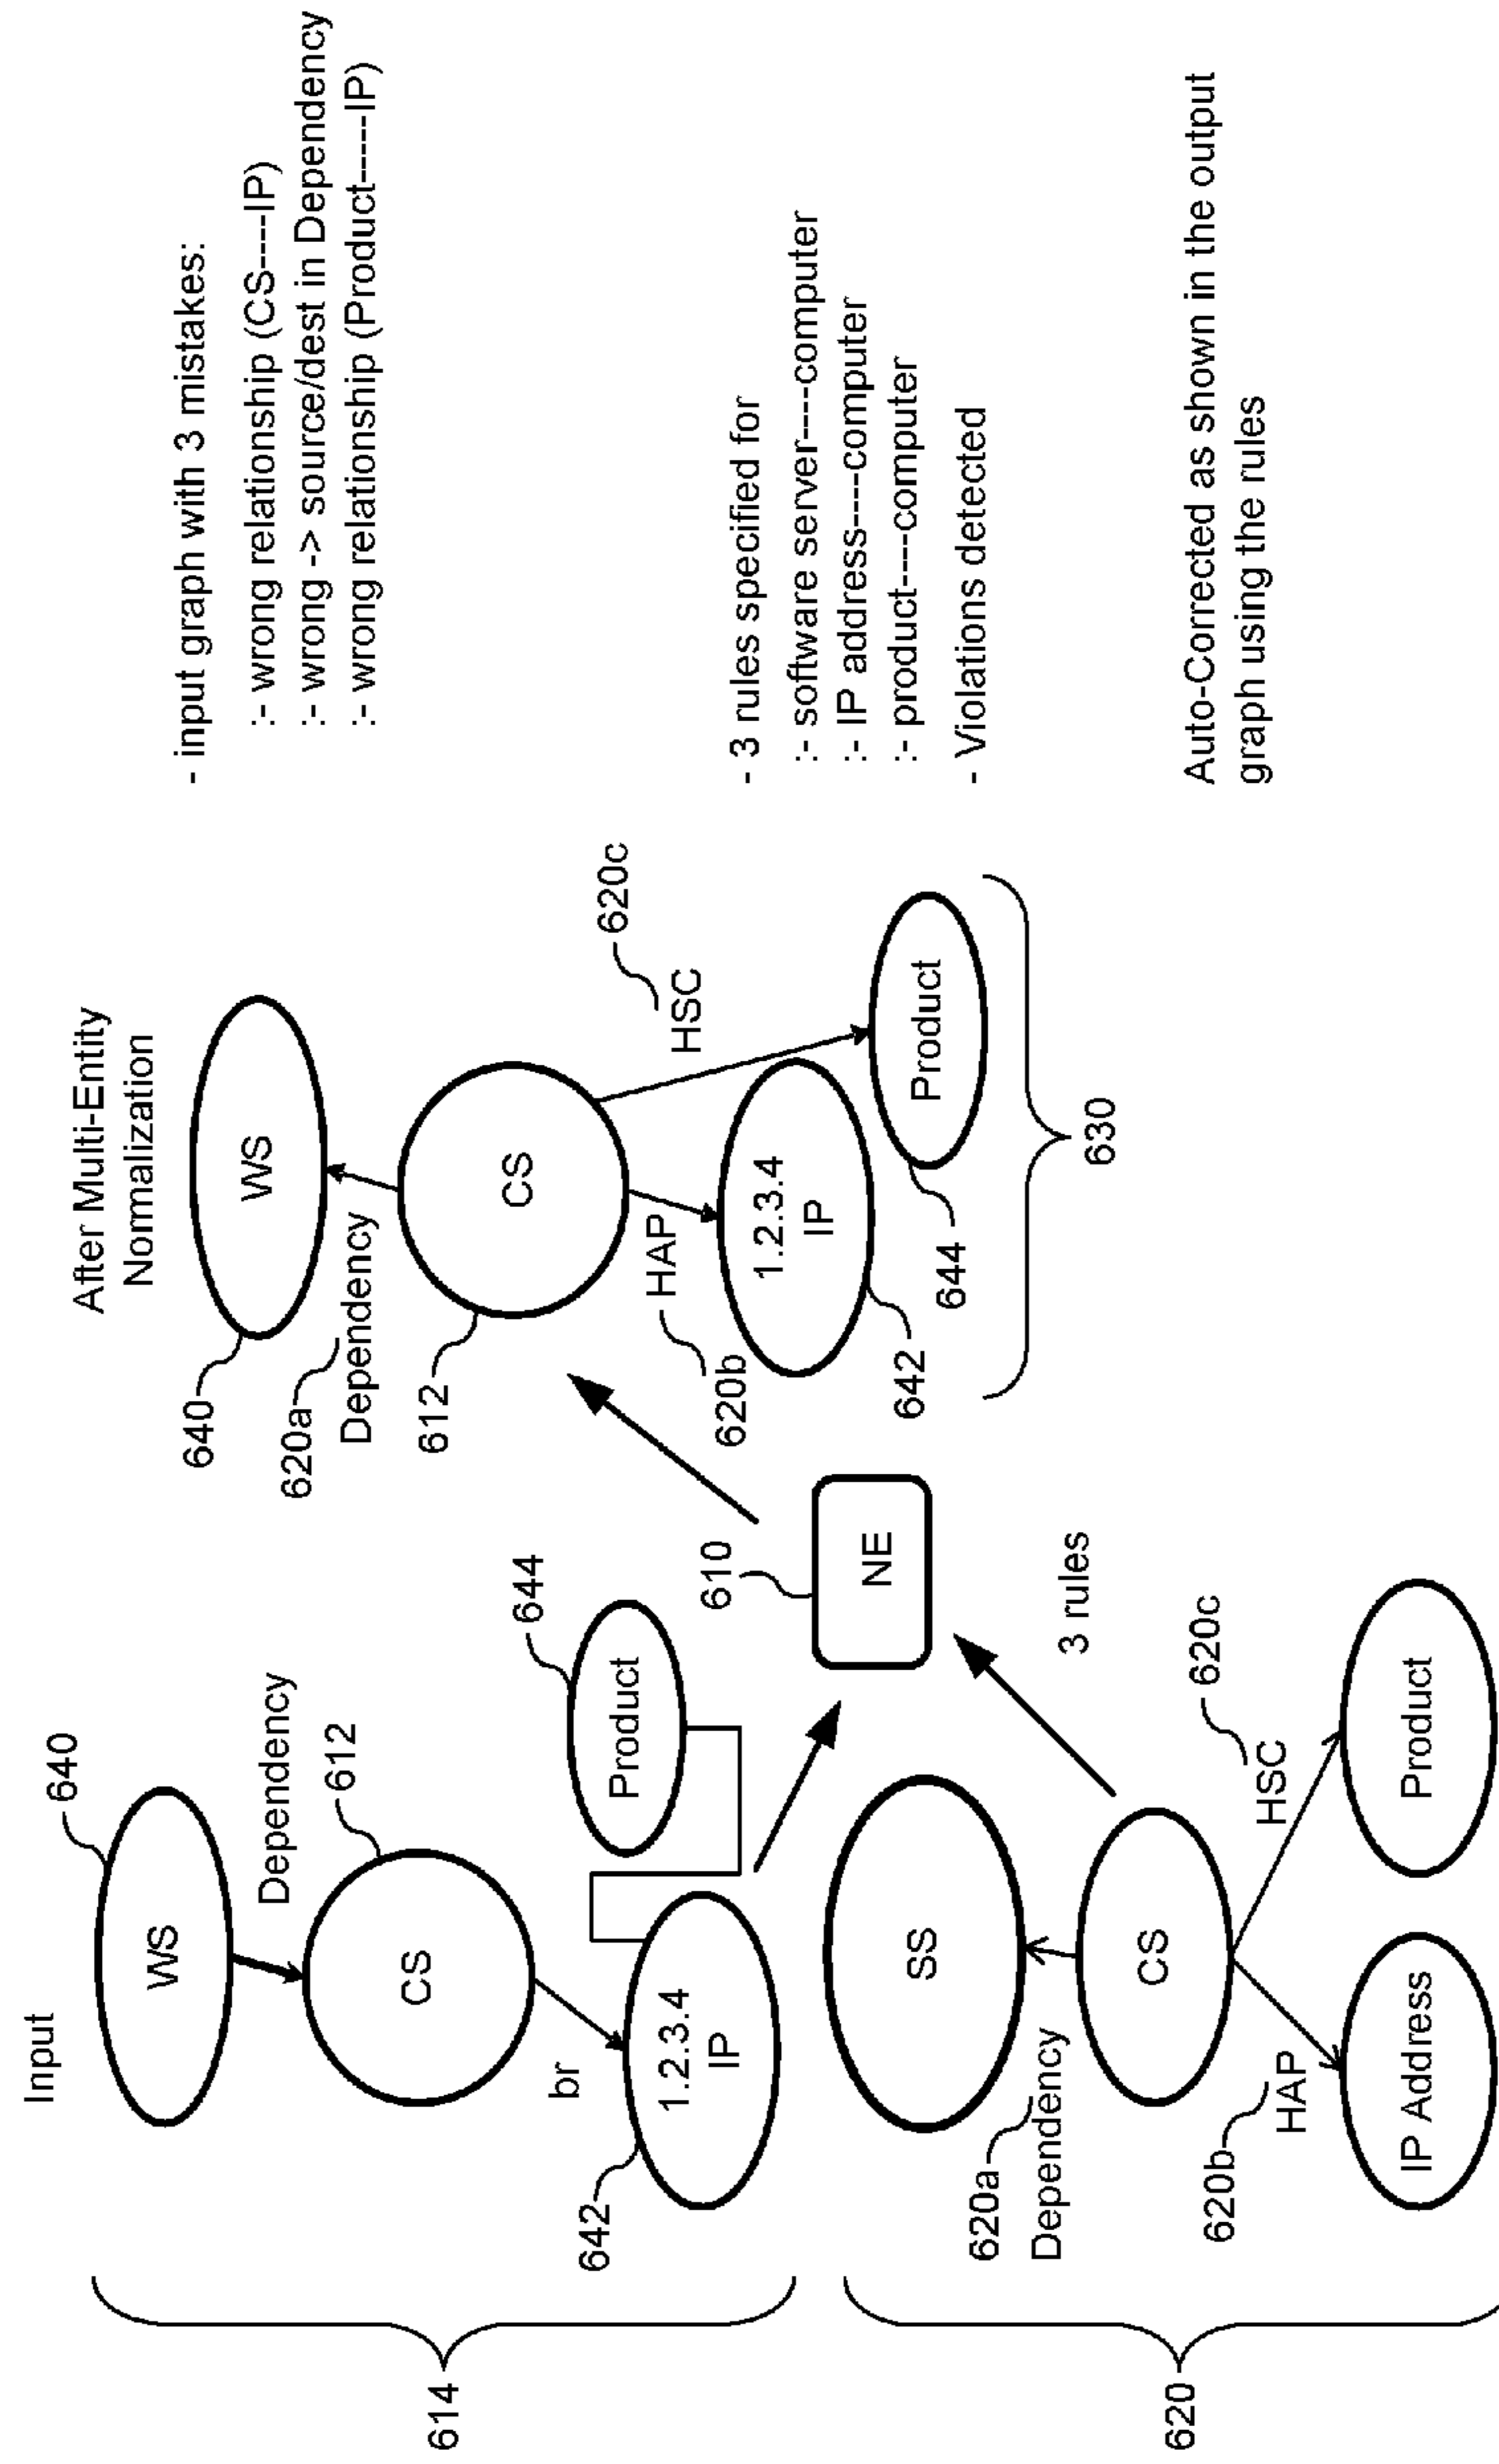 Input
640
WS
Dependency
612
CS
br
644
Product
642
1.2.3.4
IP
614
SS
620a
Dependency
CS
620b
HAP
620c
HSC
IP Address
Product
620
3 rules
610
NE
After Multi-Entity
Normalization
640
WS
620a
Dependency
612
CS
HAP
620b
620c
HSC
1.2.3.4
IP
642
Product
644
630
- input graph with 3 mistakes:
:- wrong relationship (CS-----IP)
:- wrong -> source/dest in Dependency
:- wrong relationship (Product------IP)
- 3 rules specified for
:- software server----computer
:- IP address-----computer
:- product-----computer
- Violations detected
Auto-Corrected as shown in the output
graph using the rules